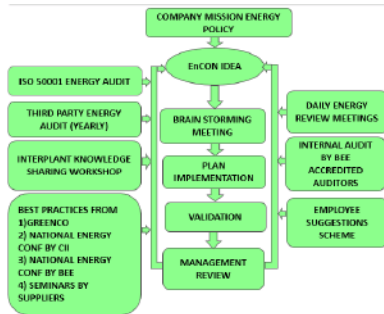 COMPANY MISSION ENERGY
POLICY
EnCON IDEA
ISO 50001 ENERGY AUDIT
THIRD PARTY ENERGY
AUDIT (YEARLY)
INTERPLANT KNOWLEDGE
SHARING WORKSHOP
BEST PRACTICES FROM
1)GREENCO
2) NATIONAL ENERGY
CONF BY CII
3) NATIONAL ENERGY
CONF BY BEE
4) SEMINARS BY
SUPPLIERS
BRAIN STORMING
MEETING
PLAN
IMPLEMENTATION
VALIDATION
MANAGEMENT
REVIEW
DAILY ENERGY
REVIEW MEETINGS
INTERNAL AUDIT
BY BEE
ACCREDITED
AUDITORS
EMPLOYEE
SUGGESTIONS
SCHEME